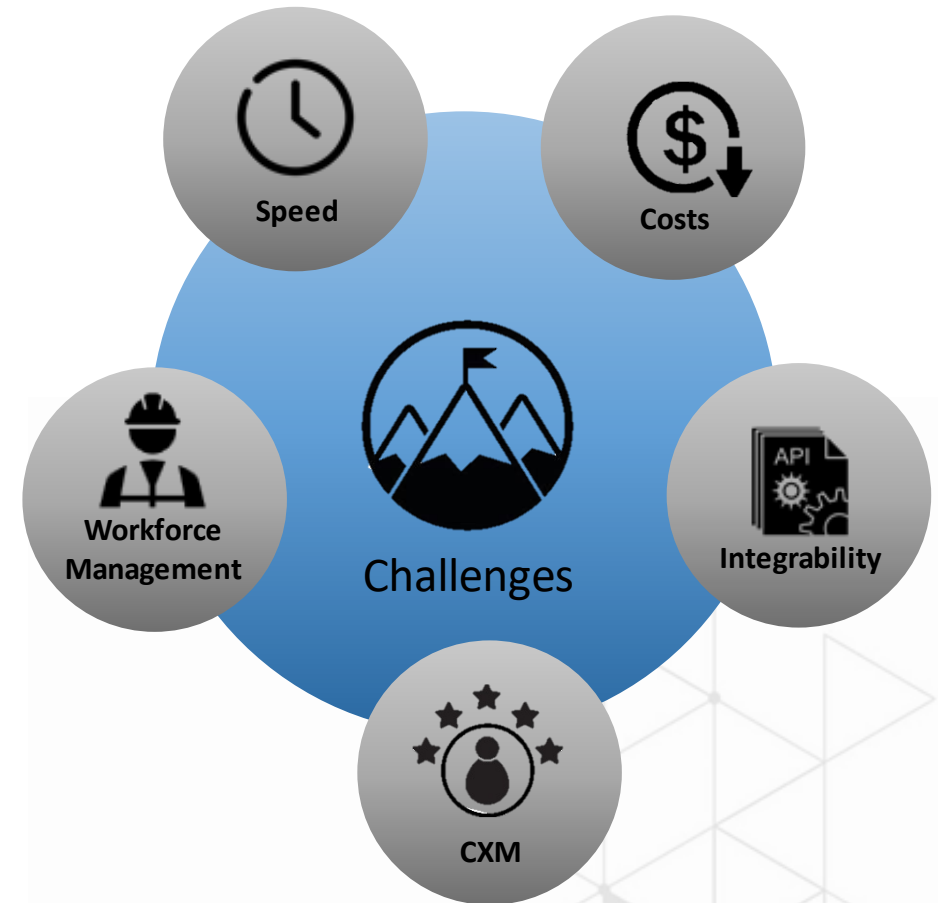 Speed
$
Costs
Workforce
Management
API
Integrability
Challenges
CXM